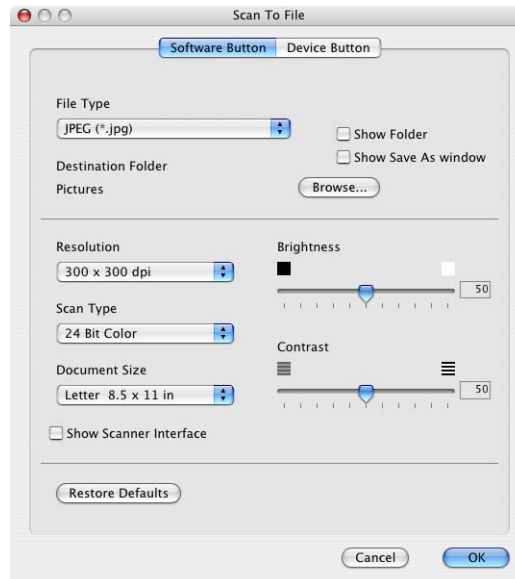 Scan To File
Software Button Device Button
File Type
JPEG (*.jpg)
Show Folder
Show Save As window
Destination Folder
Pictures
Browse...
Resolution
300 x 300 dpi
Scan Type
24 Bit Color
Document Size
Letter 8.5 x 11 in
Show Scanner Interface
Brightness
50
Contrast
50
Restore Defaults
Cancel OK